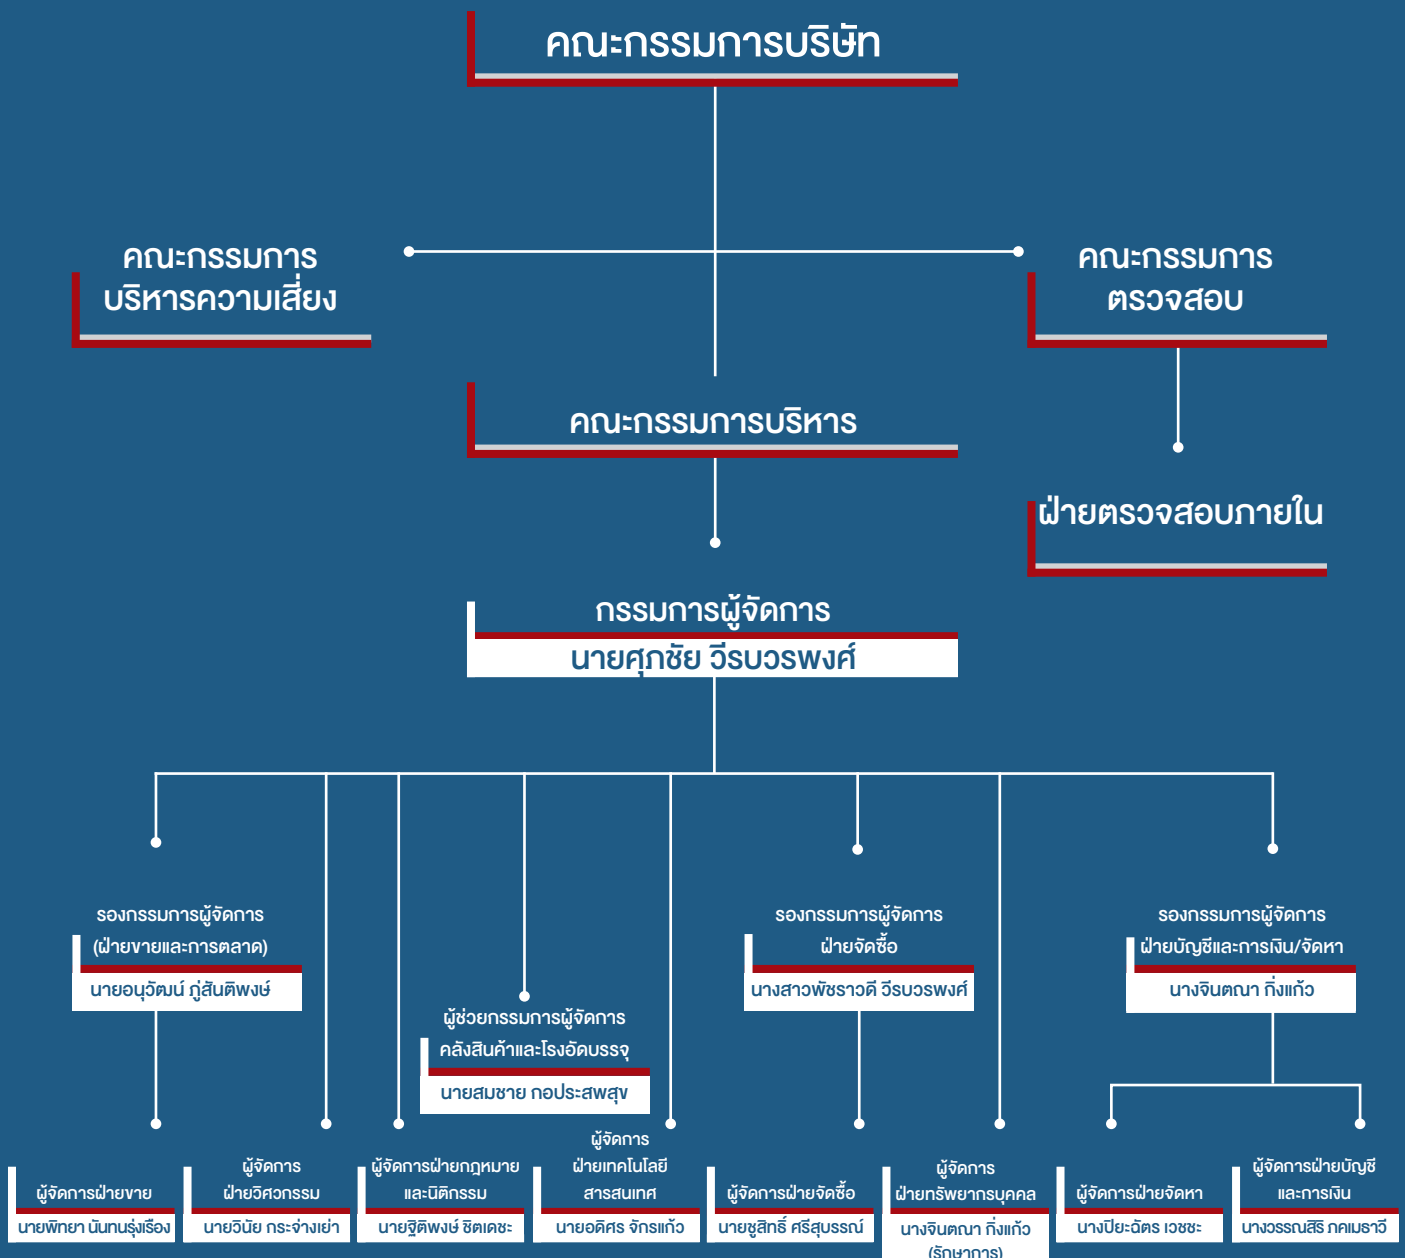 คณะกรรมการบริษัท
คณะกรรมการ
บริหารความเสี่ยง
คณะกรรมการ
ตรวจสอบ
คณะกรรมการบริหาร
ฝ่ายตรวจสอบภายใน
กรรมการผู้จัดการ
นายศุภชัย วีรบวรพงศ์
รองกรรมการผู้จัดการ
(ฝ่ายขายและการตลาด)
นายอนุวัฒน์ ภู่สันติพงษ์
ผู้ช่วยกรรมการผู้จัดการ
คลังสินค้าและโรงอัดบรรจุ
นายสมชาย กอประสพสุข
รองกรรมการผู้จัดการ
ฝ่ายจัดซื้อ
นางสาวพัชราวดี วีรบวรพงศ์
รองกรรมการผู้จัดการ
ฝ่ายบัญชีและการเงิน/จัดหา
นางจินตณา กิ่งแก้ว
ผู้จัดการฝ่ายขาย
นายพิทยา นันทนรุ่งเรือง
ผู้จัดการ
ฝ่ายวิศวกรรม
นายวินัย กระจ่างเย่า
ผู้จัดการฝ่ายกฎหมาย
และนิติกรรม
นายฐิติพงษ์ ชิตเดชะ
ผู้จัดการ
ฝ่ายเทคโนโลยี
สารสนเทศ
นายอดิศร จักรแก้ว
ผู้จัดการฝ่ายจัดซื้อ
นายชูสิทธิ์ ศรีสุบรรณ์
ผู้จัดการ
ฝ่ายทรัพยากรบุคคล
นางจินตณา กิ่งแก้ว
(รักษาการ)
ผู้จัดการฝ่ายจัดหา
นางปิยะฉัตร เวชชะ
ผู้จัดการฝ่ายบัญชี
และการเงิน
นางวรรณสิริ ภคเมธาวี